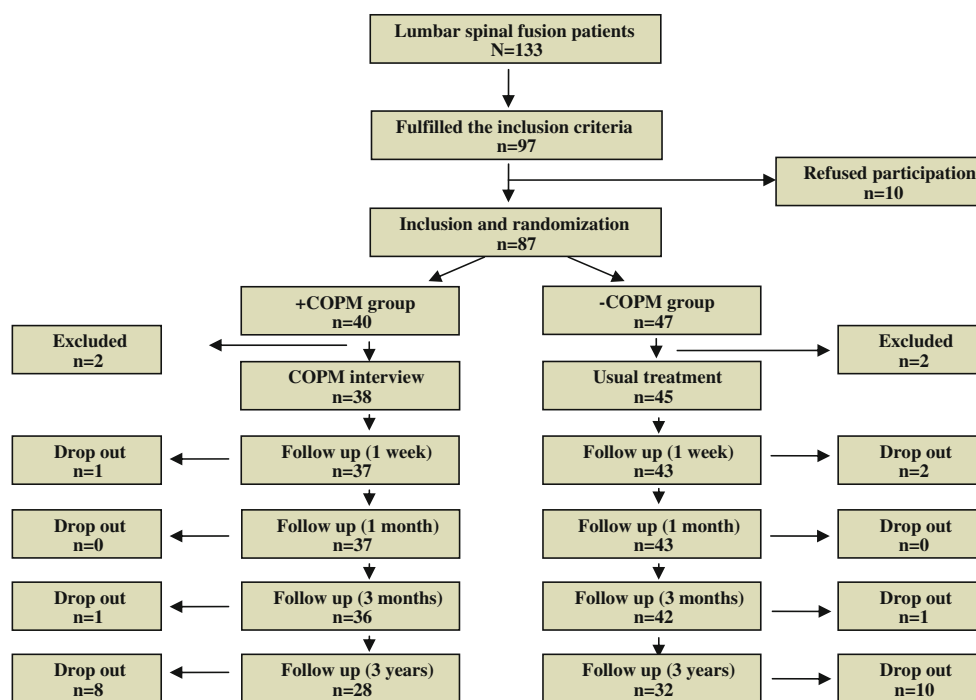 Lumbar spinal fusion patients
N=133
Fulfilled the inclusion criteria
n=97
Refused participation
n=10
Inclusion and randomization
n=87
+COPM group
n=40
-COPM group
n=47
Excluded
n=2
Excluded
n=2
COPM interview
n=38
Usual treatment
n=45
Drop out
n=1
Follow up (1 week)
n=37
Follow up (1 week)
n=43
Drop out
n=2
Drop out
n=0
Follow up (1 month)
n=37
Follow up (1 month)
n=43
Drop out
n=0
Drop out
n=1
Follow up (3 months)
n=36
Follow up (3 months)
n=42
Drop out
n=1
Drop out
n=8
Follow up (3 years)
n=28
Follow up (3 years)
n=32
Drop out
n=10